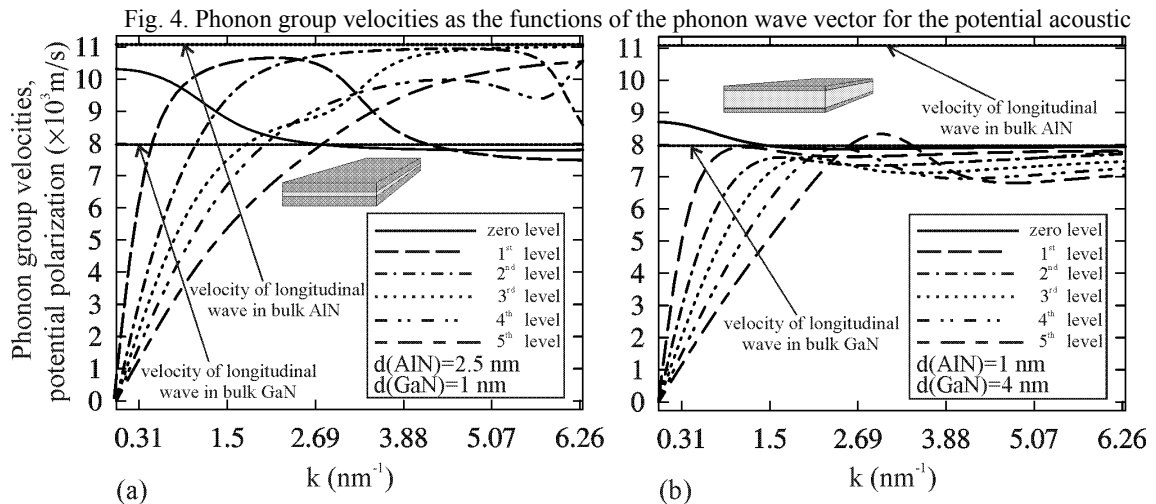 Fig. 4. Phonon group velocities as the functions of the phonon wave vector for the potential acoustic
Phonon group velocities,
potential polarization (×10³m/s)
11
10
9
8
7
6
5
4
3
2
1
0
velocity of longitudinal
wave in bulk AlN
velocity of longitudinal
wave in bulk GaN
zero level
1st level
2nd level
3rd level
4th level
5th level
d(AlN)=2.5 nm
d(GaN)=1 nm
0.31 1.5 2.69 3.88 5.07 6.26
k (nm⁻¹)
(a)
11
10
9
8
7
6
5
4
3
2
1
0
velocity of longitudinal
wave in bulk AlN
velocity of longitudinal
wave in bulk GaN
zero level
1st level
2nd level
3rd level
4th level
5th level
d(AlN)=1 nm
d(GaN)=4 nm
0.31 1.5 2.69 3.88 5.07 6.26
k (nm⁻¹)
(b)